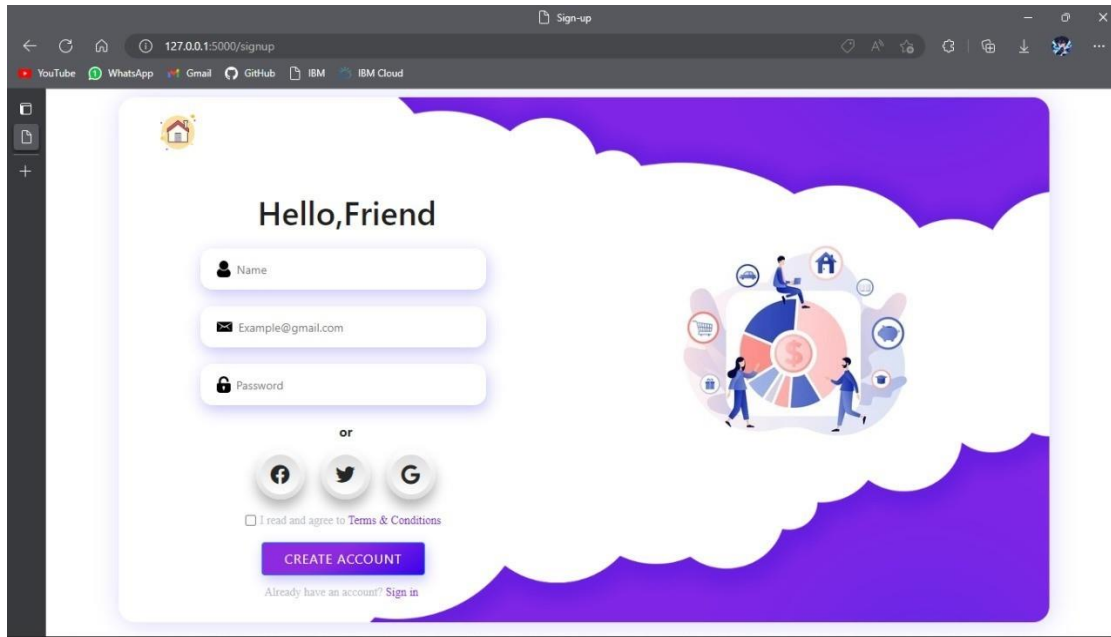 Sign-up
127.0.0.1:5000/signup
YouTube WhatsApp Gmail GitHub IBM IBM Cloud
Hello,Friend
Name
Example@gmail.com
Password
or
I read and agree to Terms & Conditions
CREATE ACCOUNT
Already have an account? Sign in